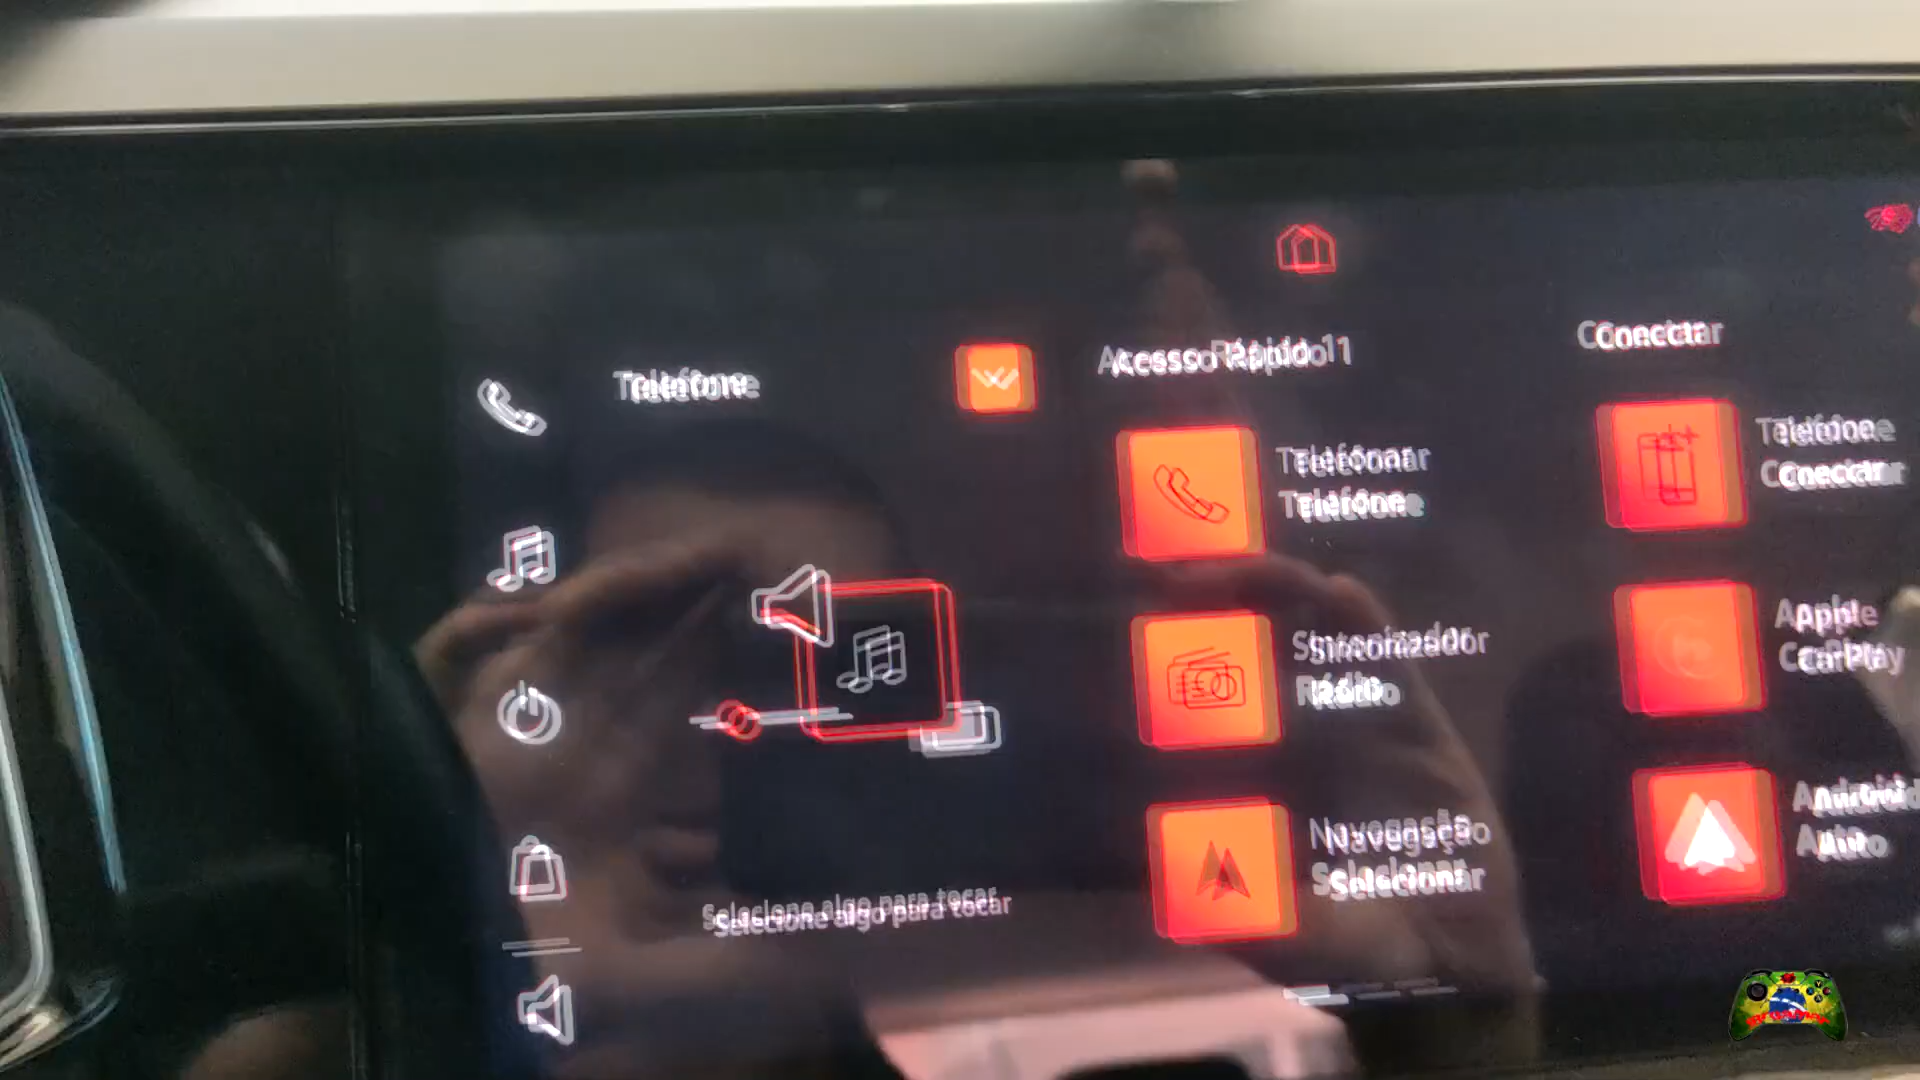 Telefone
Acesso Rápido 1
Conectar
Telefonar
Telefone
Telefone
Conectar
Sintonizador
Rádio
Apple
CarPlay
Navegação
Selecionar
Android
Auto
Selecione algo para tocar